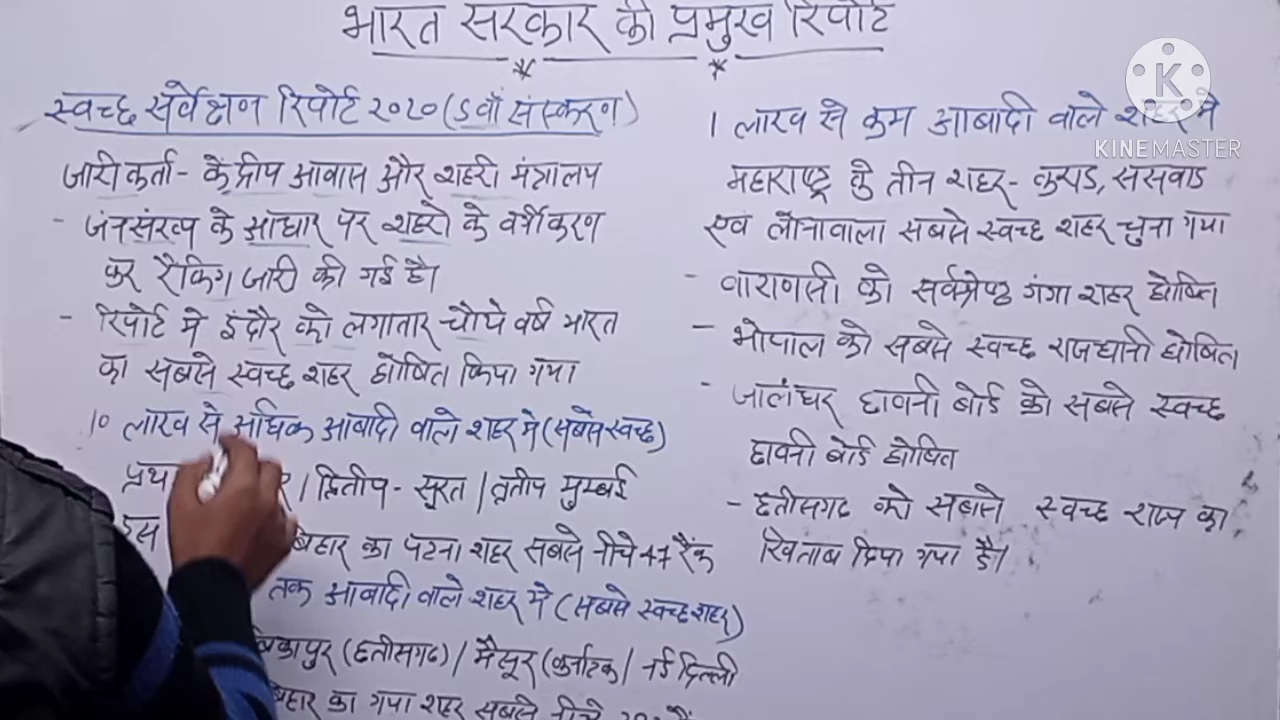 भारत सरकार की प्रमुख रिपोर्ट
स्वच्छ सर्वेक्षण रिपोर्ट २०२० (5वाँ संस्करण)
जारी कर्ता - केंद्रीय आवास और शहरी मंत्रालय
- जनसंख्य के आधार पर शहरो के वर्गीकरण
कर रैंकिंग जारी की गई है।
- रिपोर्ट मे इंदौर को लगातार चौथे वर्ष भारत
का सबसे स्वच्छ शहर घोषित किया गया
10 लाख से अधिक आबादी वाले शहर मे (सबसे स्वच्छ)
/ द्वितीय - सूरत / तृतीय मुम्बई
बिहार का पटना शहर सबसे नीचे 47 रैंक
तक आबादी वाले शहर मे (सबसे स्वच्छ शहर)
(छतीसगढ) / मैसूर (कर्नाटक / नई दिल्ली
बिहार का गया शहर सबसे नीचे
1 लाख से कम आबादी वाले शहर मे
महाराष्ट्र के तीन शहर - कराड, ससवाड
एवं लोनावाला सबसे स्वच्छ शहर चुना गया
- वाराणसी को सर्वश्रेष्ठ गंगा शहर घोषित
- भोपाल को सबसे स्वच्छ राजधानी घोषित
- जालंधर छावनी बोर्ड को सबसे स्वच्छ
छावनी बोर्ड घोषित
- छतीसगढ को सबसे स्वच्छ राज्य का
खिताब दिया गया है।
K
KINEMASTER